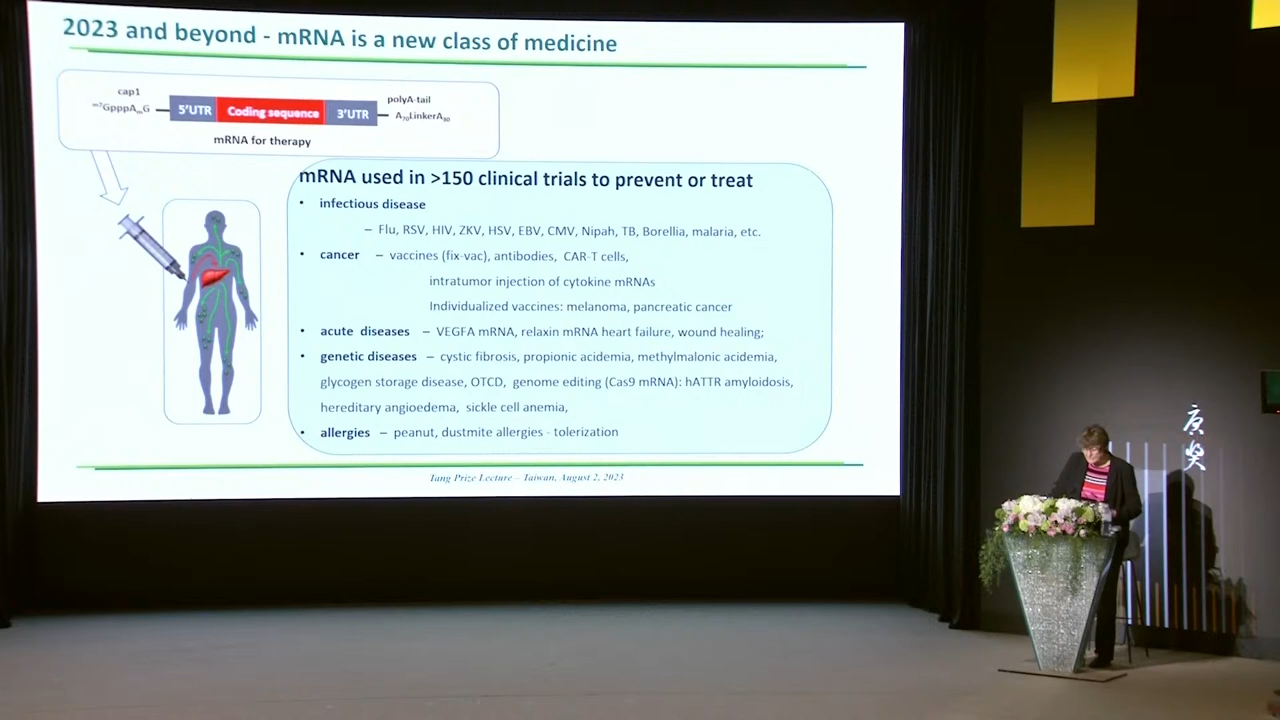 2023 and beyond - mRNA is a new class of medicine
cap1
m7GpppAmG
5'UTR
Coding sequence
3'UTR
polyA-tail
A70LinkerA30
mRNA for therapy
mRNA used in >150 clinical trials to prevent or treat
• infectious disease
– Flu, RSV, HIV, ZKV, HSV, EBV, CMV, Nipah, TB, Borellia, malaria, etc.
• cancer – vaccines (fix-vac), antibodies, CAR-T cells,
intratumor injection of cytokine mRNAs
Individualized vaccines: melanoma, pancreatic cancer
• acute diseases – VEGFA mRNA, relaxin mRNA heart failure, wound healing;
• genetic diseases – cystic fibrosis, propionic acidemia, methylmalonic acidemia,
glycogen storage disease, OTCD, genome editing (Cas9 mRNA): hATTR amyloidosis,
hereditary angioedema, sickle cell anemia,
• allergies – peanut, dustmite allergies - tolerization
Tang Prize Lecture – Taiwan, August 2, 2023